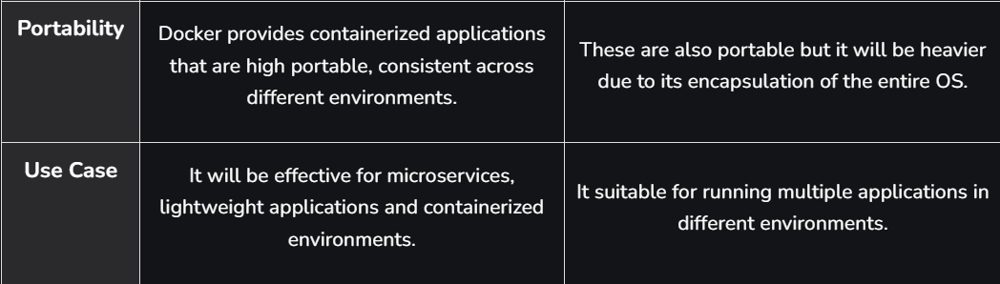 Portability
Docker provides containerized applications
that are high portable, consistent across
different environments.
These are also portable but it will be heavier
due to its encapsulation of the entire OS.
Use Case
It will be effective for microservices,
lightweight applications and containerized
environments.
It suitable for running multiple applications in
different environments.